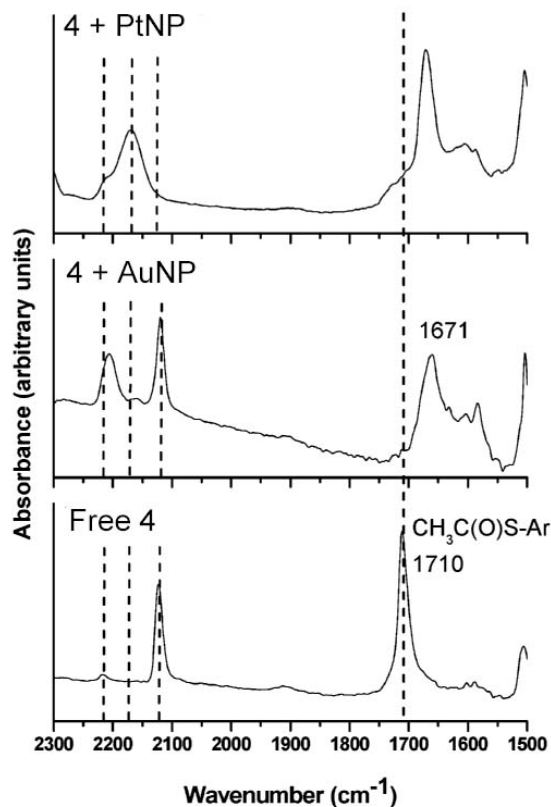 4 + PtNP
4 + AuNP
1671
Free 4
CH₃C(O)S-Ar
1710
Absorbance (arbitrary units)
2300 2200 2100 2000 1900 1800 1700 1600 1500
Wavenumber (cm⁻¹)